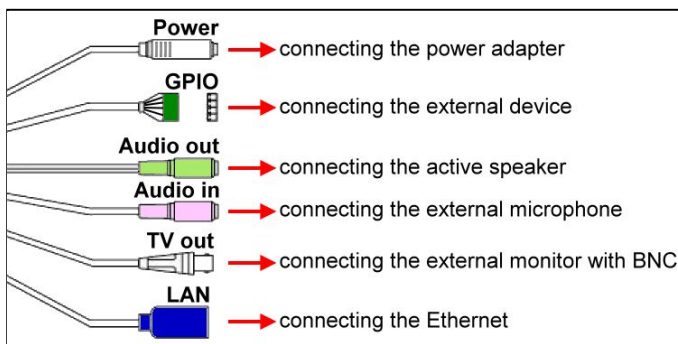 Power
connecting the power adapter
GPIO
connecting the external device
Audio out
connecting the active speaker
Audio in
connecting the external microphone
TV out
connecting the external monitor with BNC
LAN
connecting the Ethernet